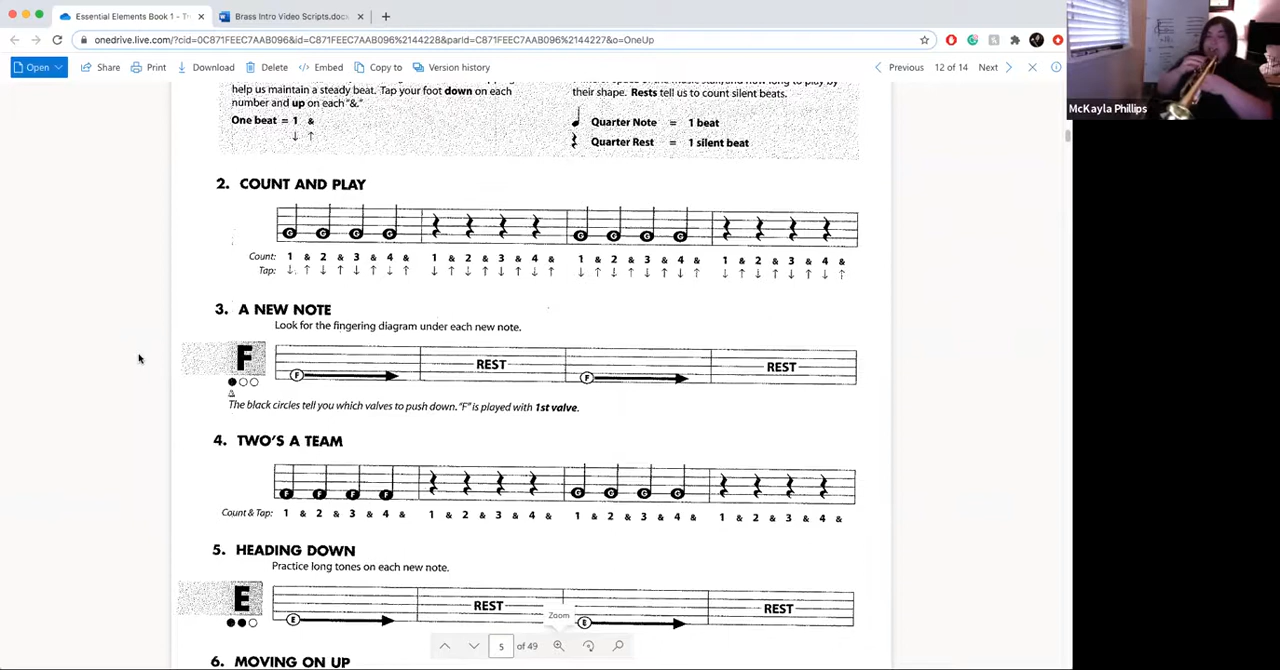 Essential Elements Book 1 - Tr
Brass Intro Video Scripts.docx
onedrive.live.com/?cid=0C871FEEC7AAB096&id=C871FEEC7AAB096%2144228&parId=C871FEEC7AAB096%2144227&o=OneUp
Open
Share
Print
Download
Delete
Embed
Copy to
Version history
Previous
12 of 14
Next
McKayla Phillips
help us maintain a steady beat. Tap your foot down on each
number and up on each "&."
One beat = 1 &
their shape. Rests tell us to count silent beats.
Quarter Note = 1 beat
Quarter Rest = 1 silent beat
2. COUNT AND PLAY
G G G G G G G G
Count: 1 & 2 & 3 & 4 & 1 & 2 & 3 & 4 & 1 & 2 & 3 & 4 & 1 & 2 & 3 & 4 &
Tap: ↓ ↑ ↓ ↑ ↓ ↑ ↓ ↑ ↓ ↑ ↓ ↑ ↓ ↑ ↓ ↑ ↓ ↑ ↓ ↑ ↓ ↑ ↓ ↑ ↓ ↑ ↓ ↑ ↓ ↑ ↓ ↑
3. A NEW NOTE
Look for the fingering diagram under each new note.
F
F REST F REST
The black circles tell you which valves to push down. "F" is played with 1st valve.
4. TWO'S A TEAM
F F F F G G G G
Count & Tap: 1 & 2 & 3 & 4 & 1 & 2 & 3 & 4 & 1 & 2 & 3 & 4 & 1 & 2 & 3 & 4 &
5. HEADING DOWN
Practice long tones on each new note.
E
E REST E REST
Zoom
5 of 49
6. MOVING ON UP